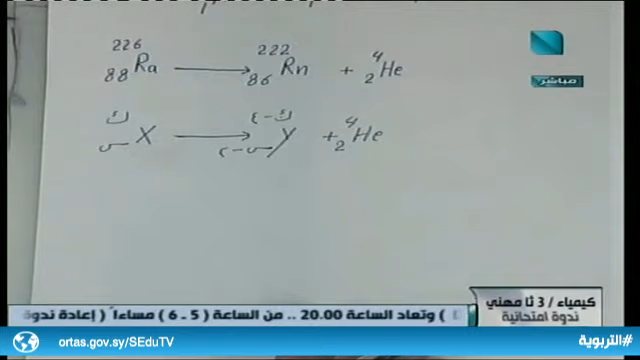 مباشر
226 88 Ra → 222 86 Rn + 4 2 He
ك س X → ك-٤ س-٢ Y + 4 2 He
كيمياء / 3 ثا مهني
ندوة امتحانية
) وتعاد الساعة 20.00 .. من الساعة ( 5 - 6 ) مساءاً ( إعادة ندوة
ortas.gov.sy/SEduTV
#التربوية